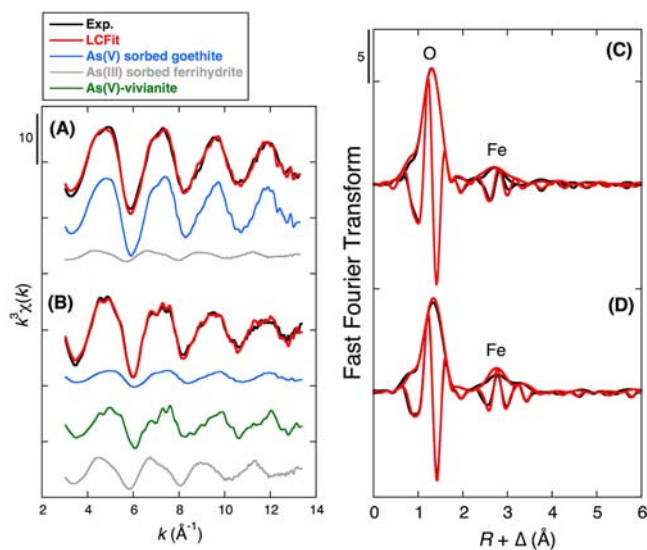 Exp.
LCFit
As(V) sorbed goethite
As(III) sorbed ferrihydrite
As(V)-vivianite
10
(A)
(B)
k³χ(k)
4 6 8 10 12 14
k (Å⁻¹)
5
(C)
O
Fe
(D)
Fe
Fast Fourier Transform
0 1 2 3 4 5 6
R + Δ (Å)